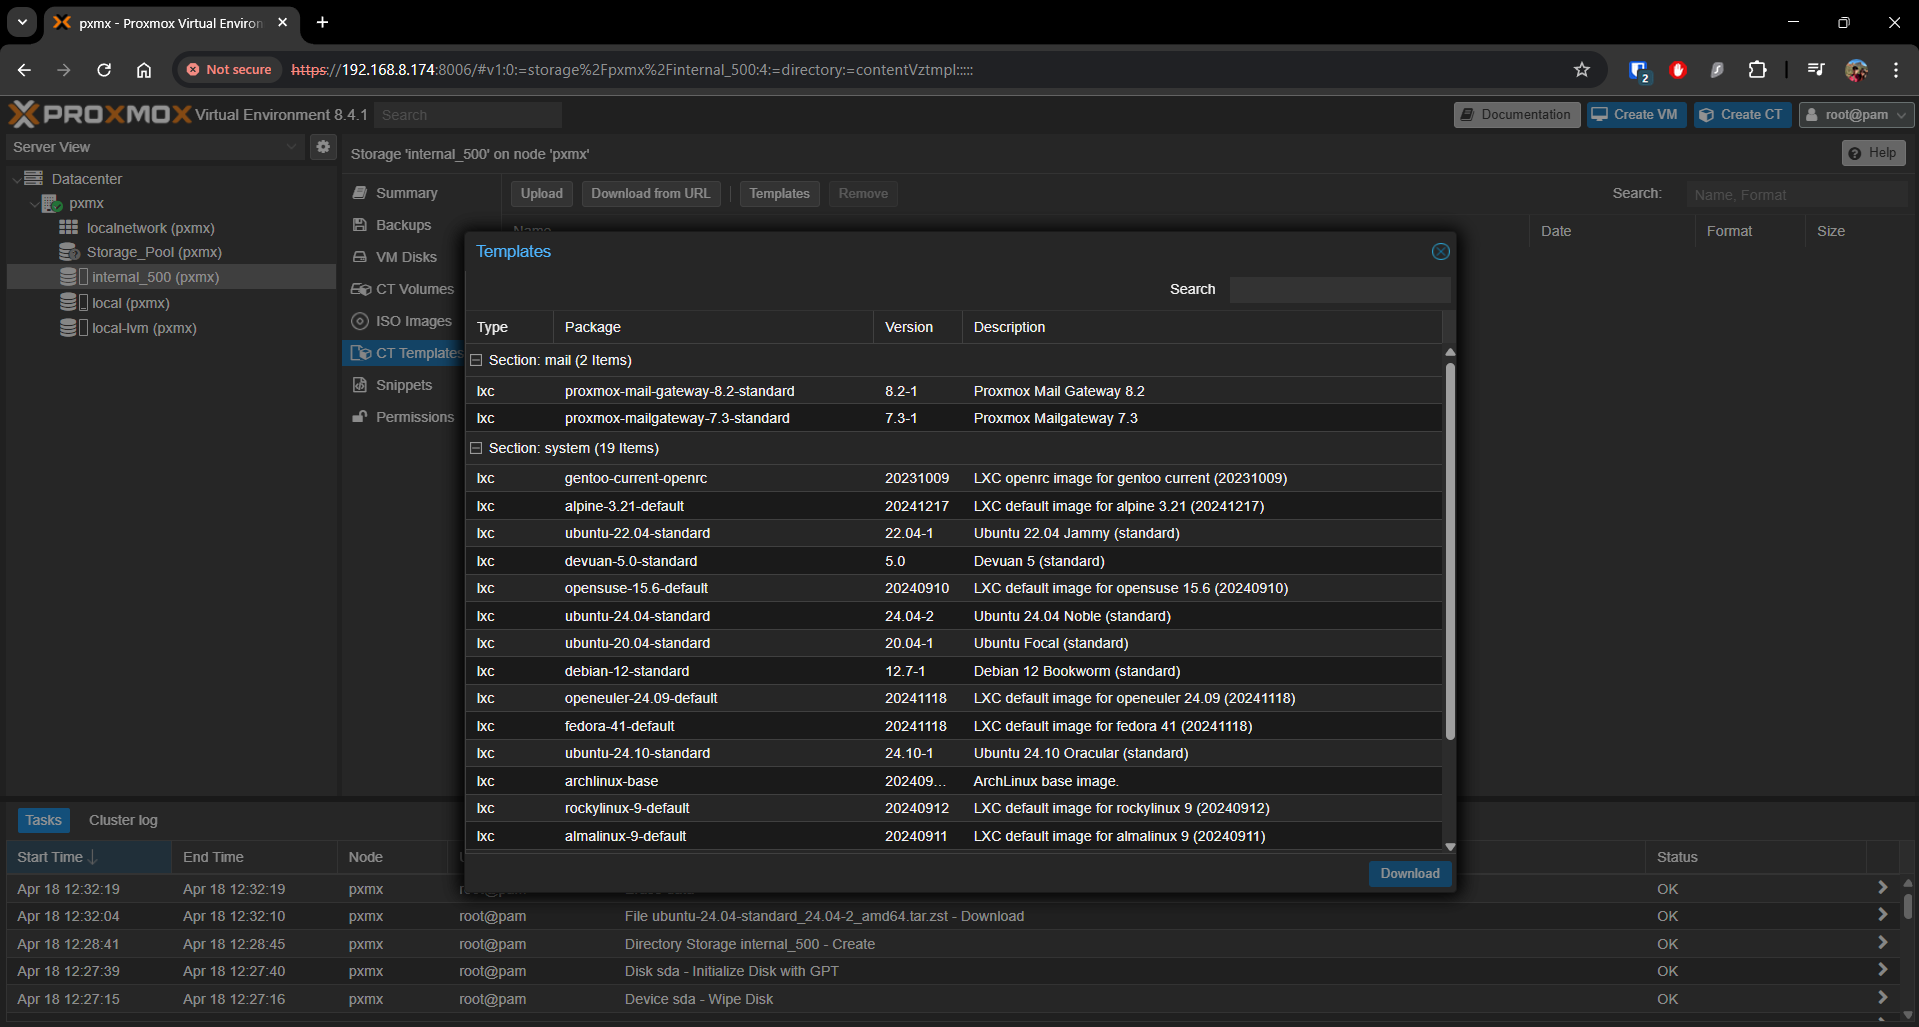 pxmx - Proxmox Virtual Environ
Not secure https://192.168.8.174:8006/#v1:0:=storage%2Fpxmx%2Finternal_500:4:=directory:=contentVztmpl:::::
2
PROXMOX Virtual Environment 8.4.1 Search Documentation Create VM Create CT root@pam
Server View
Storage 'internal_500' on node 'pxmx' Help
Datacenter
pxmx
localnetwork (pxmx)
Storage_Pool (pxmx)
internal_500 (pxmx)
local (pxmx)
local-lvm (pxmx)
Summary
Backups
VM Disks
CT Volumes
ISO Images
CT Templates
Snippets
Permissions
Upload Download from URL Templates Remove Search: Name, Format
Name Date Format Size
Templates
Search
Type Package Version Description
Section: mail (2 Items)
lxc proxmox-mail-gateway-8.2-standard 8.2-1 Proxmox Mail Gateway 8.2
lxc proxmox-mailgateway-7.3-standard 7.3-1 Proxmox Mailgateway 7.3
Section: system (19 Items)
lxc gentoo-current-openrc 20231009 LXC openrc image for gentoo current (20231009)
lxc alpine-3.21-default 20241217 LXC default image for alpine 3.21 (20241217)
lxc ubuntu-22.04-standard 22.04-1 Ubuntu 22.04 Jammy (standard)
lxc devuan-5.0-standard 5.0 Devuan 5 (standard)
lxc opensuse-15.6-default 20240910 LXC default image for opensuse 15.6 (20240910)
lxc ubuntu-24.04-standard 24.04-2 Ubuntu 24.04 Noble (standard)
lxc ubuntu-20.04-standard 20.04-1 Ubuntu Focal (standard)
lxc debian-12-standard 12.7-1 Debian 12 Bookworm (standard)
lxc openeuler-24.09-default 20241118 LXC default image for openeuler 24.09 (20241118)
lxc fedora-41-default 20241118 LXC default image for fedora 41 (20241118)
lxc ubuntu-24.10-standard 24.10-1 Ubuntu 24.10 Oracular (standard)
lxc archlinux-base 202409... ArchLinux base image.
lxc rockylinux-9-default 20240912 LXC default image for rockylinux 9 (20240912)
lxc almalinux-9-default 20240911 LXC default image for almalinux 9 (20240911)
Download
Tasks Cluster log
Start Time End Time Node Status
Apr 18 12:32:19 Apr 18 12:32:19 pxmx root@pam OK
Apr 18 12:32:04 Apr 18 12:32:10 pxmx root@pam File ubuntu-24.04-standard_24.04-2_amd64.tar.zst - Download OK
Apr 18 12:28:41 Apr 18 12:28:45 pxmx root@pam Directory Storage internal_500 - Create OK
Apr 18 12:27:39 Apr 18 12:27:40 pxmx root@pam Disk sda - Initialize Disk with GPT OK
Apr 18 12:27:15 Apr 18 12:27:16 pxmx root@pam Device sda - Wipe Disk OK